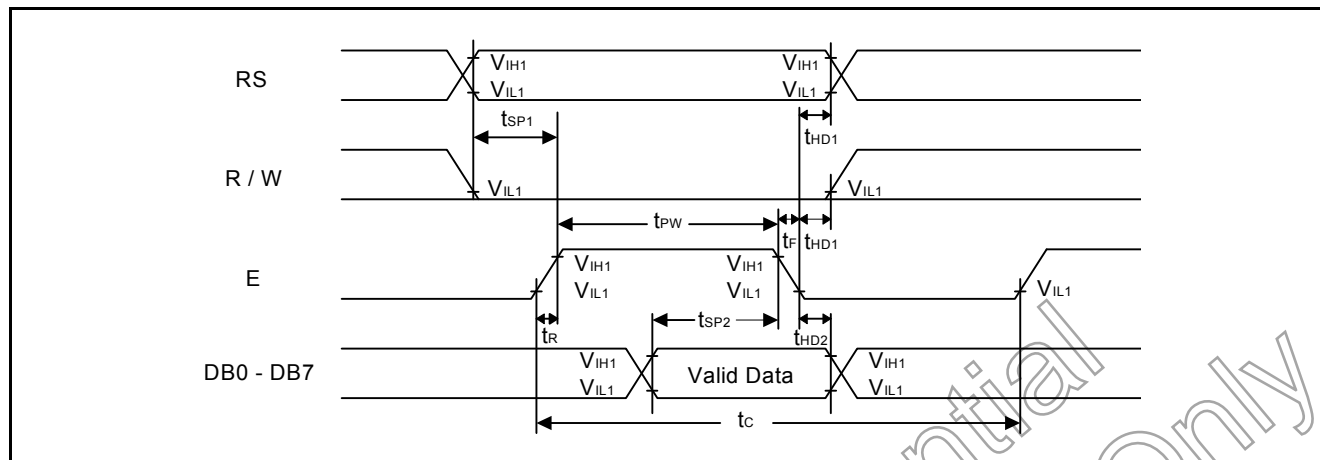 RS
VIH1
VIH1
VIL1
VIL1
tSP1
tHD1
R / W
VIL1
VIL1
tPW
tF
tHD1
E
VIH1
VIH1
VIL1
VIL1
VIL1
tR
tSP2
tHD2
DB0 - DB7
VIH1
VIL1
Valid Data
VIH1
VIL1
tC
Only